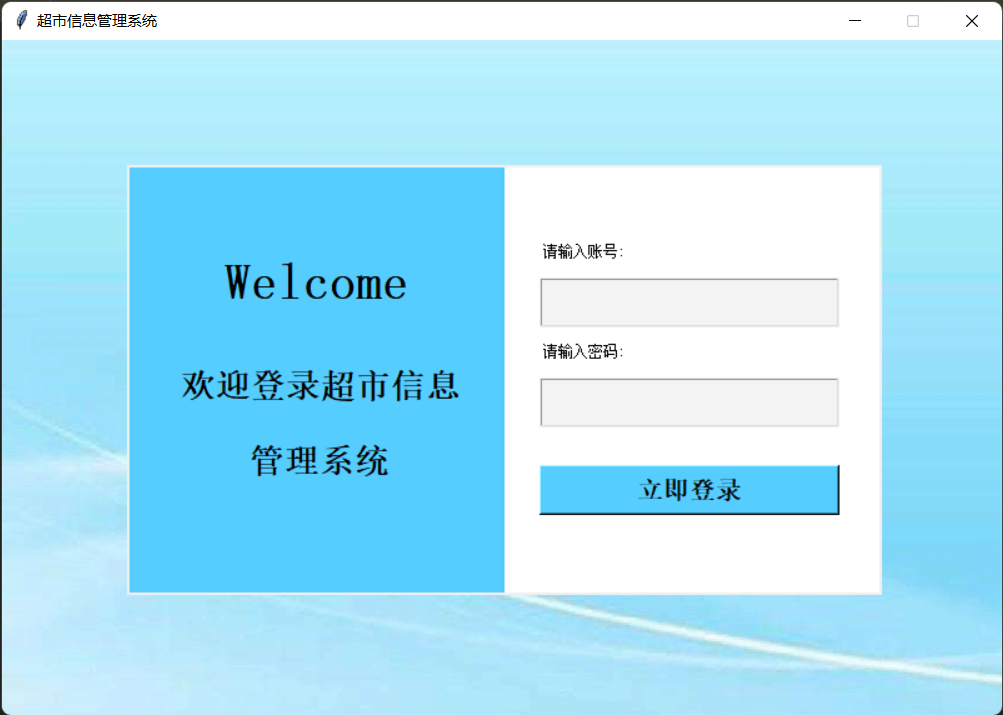 超市信息管理系统
Welcome
欢迎登录超市信息
管理系统
请输入账号:
请输入密码:
立即登录